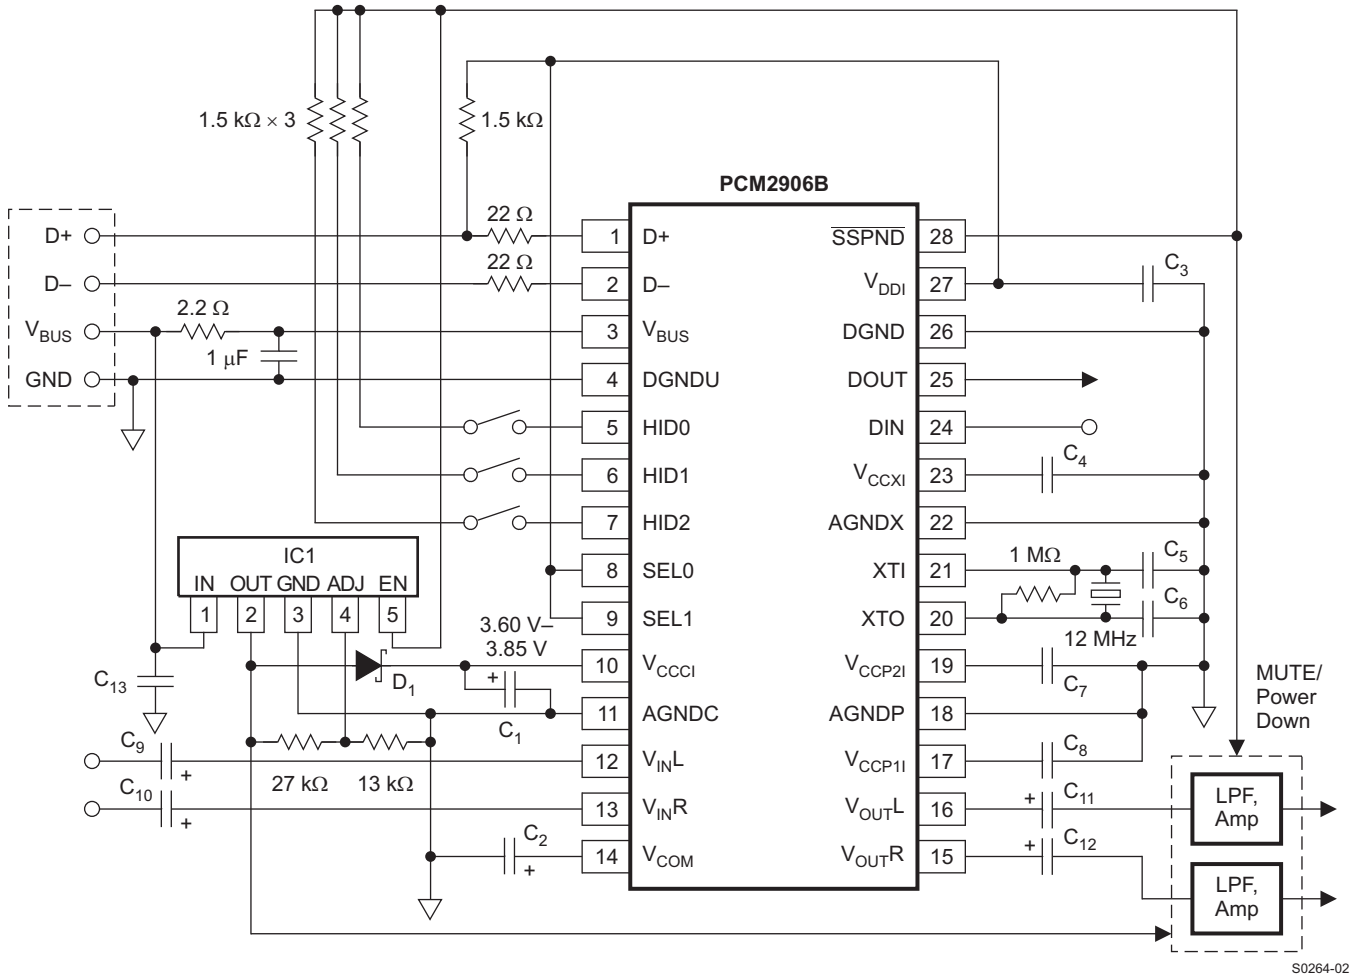 1.5 kΩ × 3
1.5 kΩ
PCM2906B
D+
D–
VBUS
GND
22 Ω
22 Ω
2.2 Ω
1 μF
1 D+
2 D–
3 VBUS
4 DGNDU
5 HID0
6 HID1
7 HID2
8 SEL0
9 SEL1
10 VCCCI
11 AGNDC
12 VINL
13 VINR
14 VCOM
SSPND 28
VDDI 27
DGND 26
DOUT 25
DIN 24
VCCXI 23
AGNDX 22
XTI 21
XTO 20
VCCP2I 19
AGNDP 18
VCCP1I 17
VOUTL 16
VOUTR 15
C3
C4
1 MΩ
C5
C6
12 MHz
C7
C8
C11
C12
IC1
IN OUT GND ADJ EN
1 2 3 4 5
3.60 V–
3.85 V
+
D1
C1
C13
C9
+
27 kΩ
13 kΩ
C10
+
C2
+
+
+
MUTE/
Power
Down
LPF,
Amp
LPF,
Amp
S0264-02